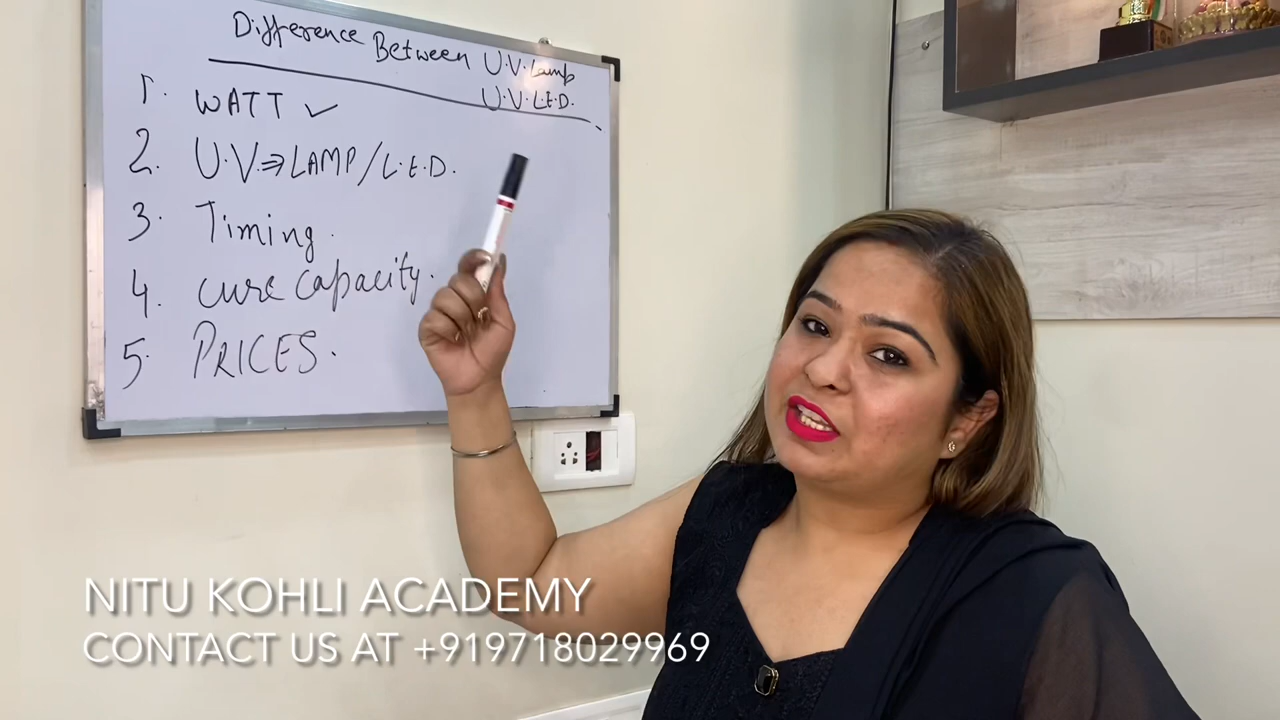 Difference Between U.V. Lamp
U.V. L.E.D.
1. WATT ✓
2. U.V. ⇒ LAMP/L.E.D.
3. Timing.
4. cure capacity.
5. PRICES.
NITU KOHLI ACADEMY
CONTACT US AT +919718029969